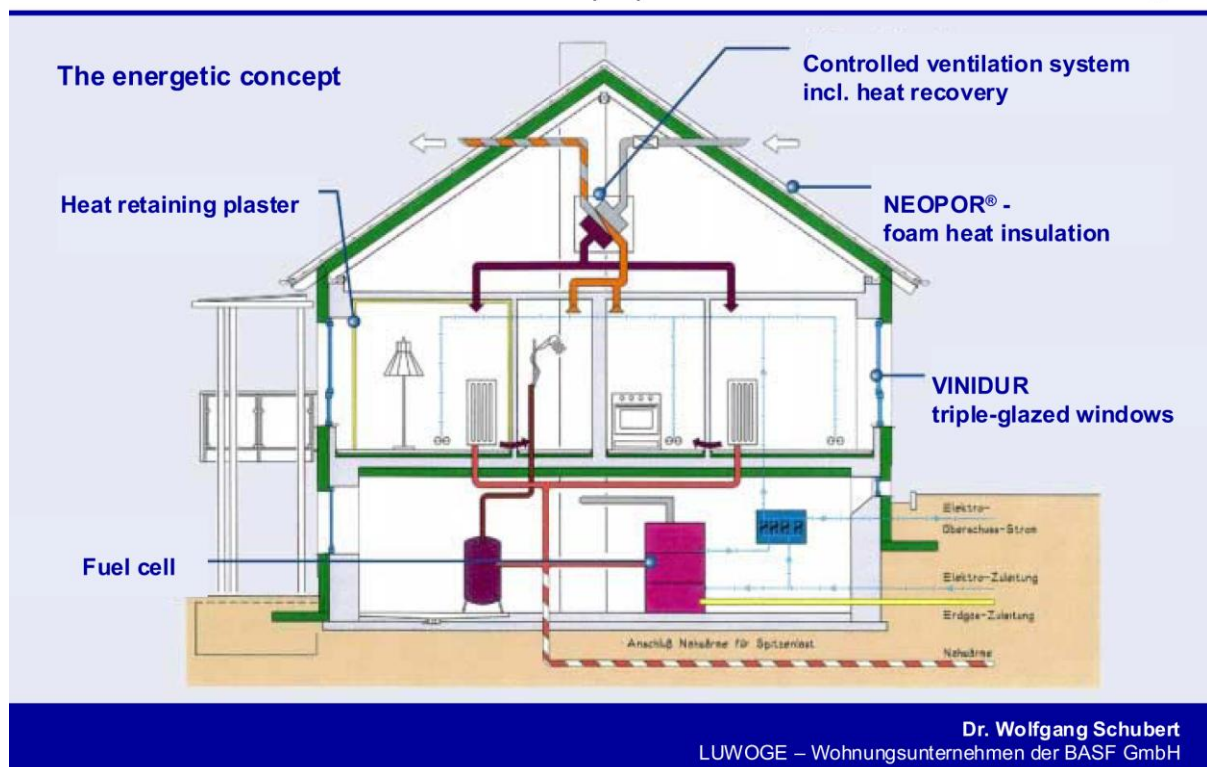 The energetic concept
Controlled ventilation system
incl. heat recovery
Heat retaining plaster
NEOPOR® -
foam heat insulation
VINIDUR
triple-glazed windows
Fuel cell
Elektro-
Überschuss-Strom
Elektro-Zuleitung
Erdgas-Zuleitung
Anschluß Nahwärme für Spitzenlast
Nahwärme
Dr. Wolfgang Schubert
LUWOGE – Wohnungsunternehmen der BASF GmbH